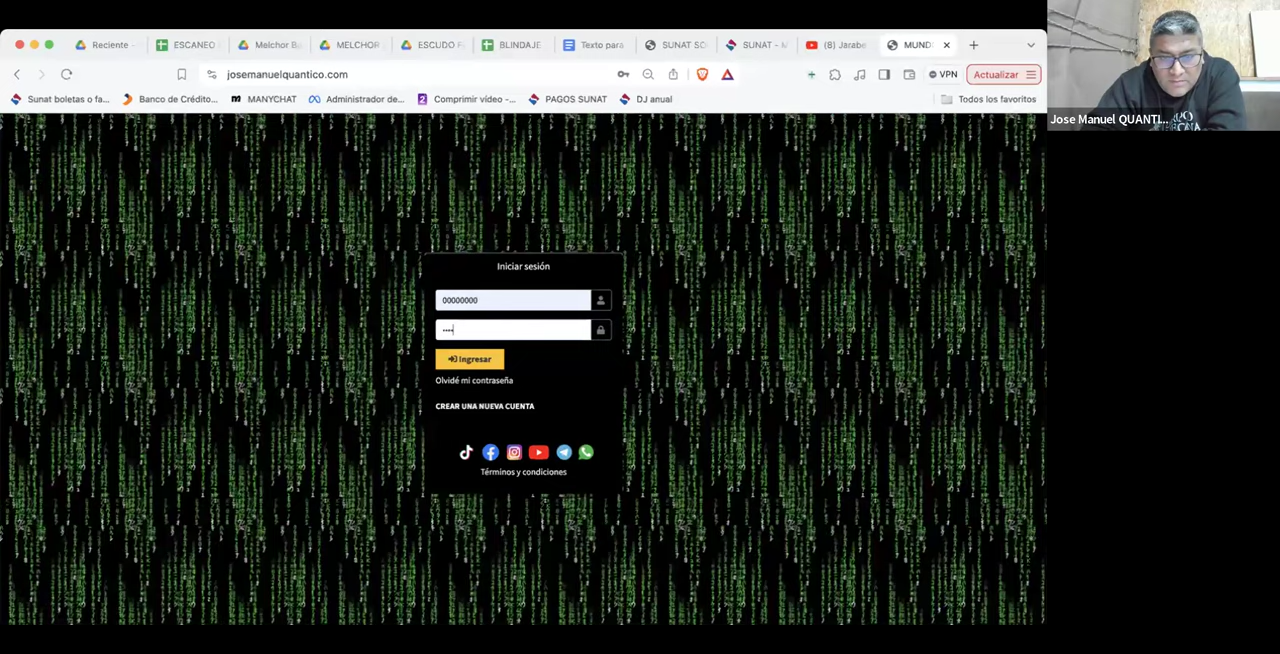 Reciente -
ESCANEO
Melchor Ba
MELCHOR
ESCUDO F
BLINDAJE
Texto para
SUNAT SO
SUNAT - M
(8) Jarabe
MUND
josemanuelquantico.com
VPN
Actualizar
Sunat boletas o fa...
Banco de Crédito...
MANYCHAT
Administrador de...
Comprimir vídeo -...
PAGOS SUNAT
DJ anual
Todos los favoritos
Jose Manuel QUANTI...
Iniciar sesión
00000000
Ingresar
Olvidé mi contraseña
CREAR UNA NUEVA CUENTA
Términos y condiciones